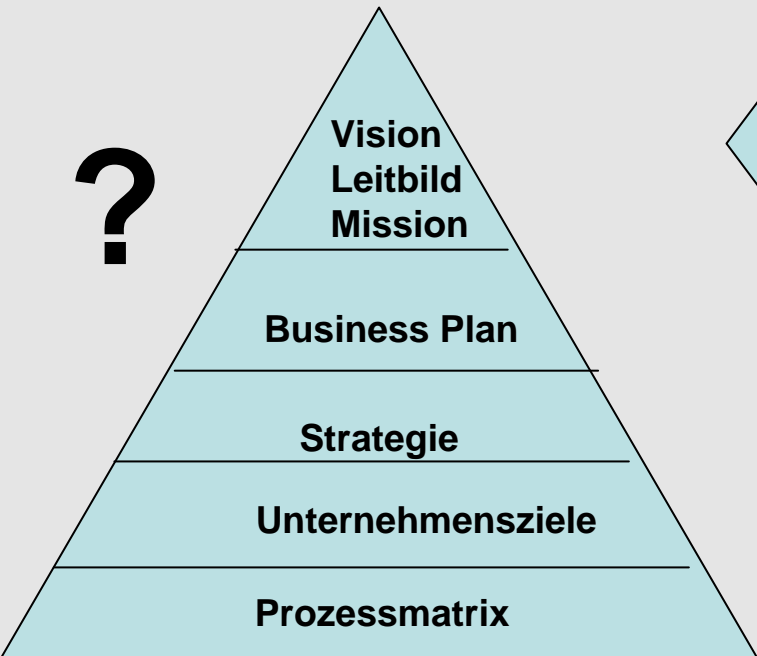 ?
Vision
Leitbild
Mission
Business Plan
Strategie
Unternehmensziele
Prozessmatrix